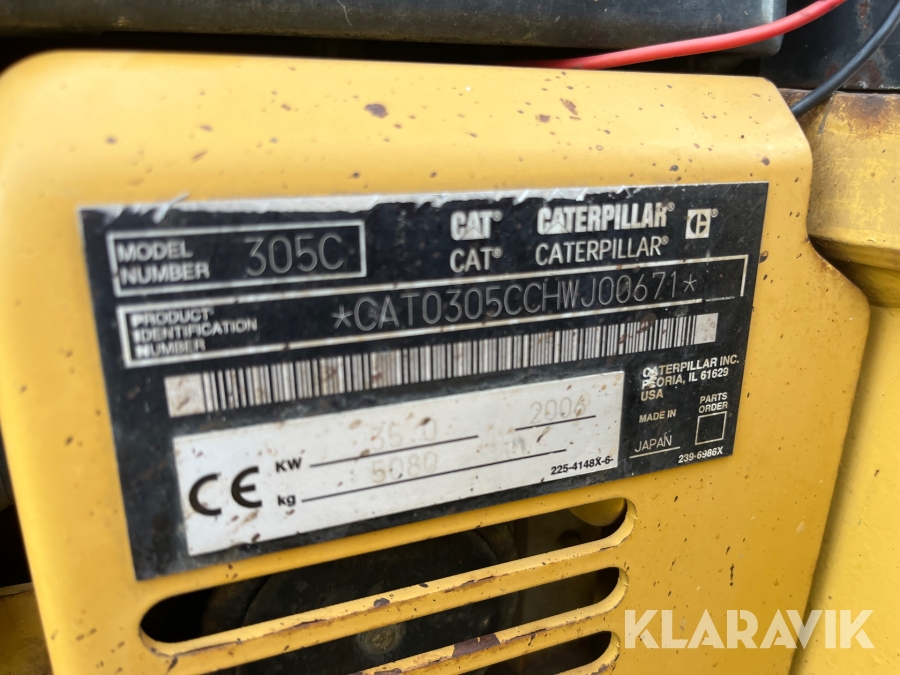 MODEL NUMBER 305C
CAT® CATERPILLAR® C
CAT® CATERPILLAR®
PRODUCT IDENTIFICATION NUMBER *CAT0305CCHWJ00671*
CATERPILLAR INC.
PEORIA, IL 61629
USA
MADE IN
JAPAN
PARTS ORDER
239-6986X
CE
KW 35.0 2006
kg 5080
225-4148X-6-
KLARAVIK